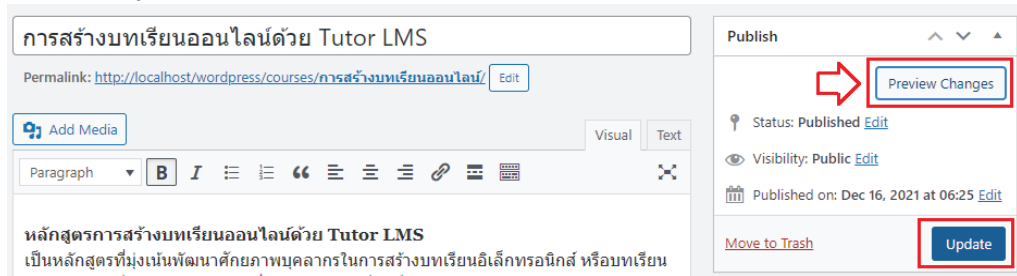 การสร้างบทเรียนออนไลน์ด้วย Tutor LMS
Permalink: http://localhost/wordpress/courses/การสร้างบทเรียนออนไลน์/ Edit
Add Media
Visual Text
Paragraph B I
หลักสูตรการสร้างบทเรียนออนไลน์ด้วย Tutor LMS
เป็นหลักสูตรที่มุ่งเน้นพัฒนาศักยภาพบุคลากรในการสร้างบทเรียนอิเล็กทรอนิกส์ หรือบทเรียน
Publish
Preview Changes
Status: Published Edit
Visibility: Public Edit
Published on: Dec 16, 2021 at 06:25 Edit
Move to Trash Update